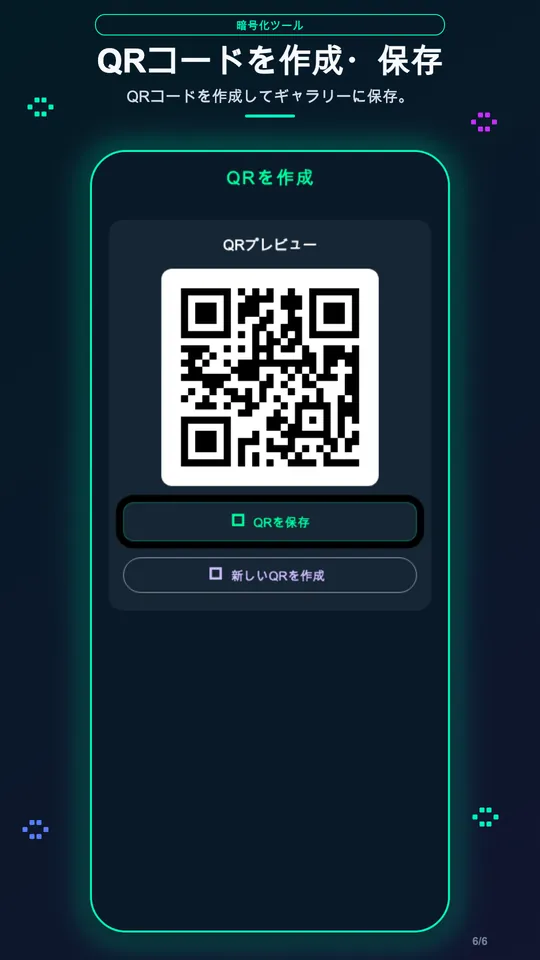 暗号化ツール
QRコードを作成· 保存
QRコードを作成してギャラリーに保存。
QRを作成
QRプレビュー
QRを保存
新しいQRを作成
6/6